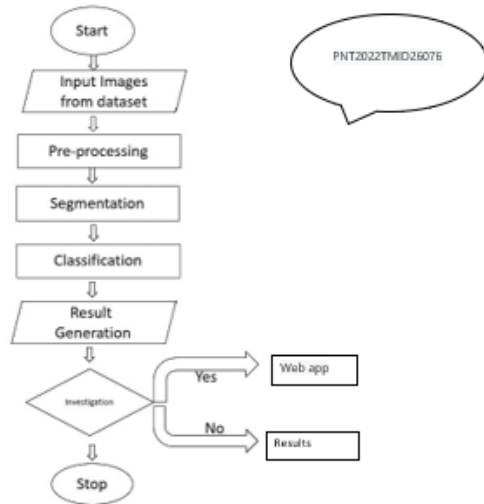 Start
PNT2022TMID26076
Input Images
from dataset
Pre-processing
Segmentation
Classification
Result
Generation
Web app
Yes
Investigation
No
Results
Stop